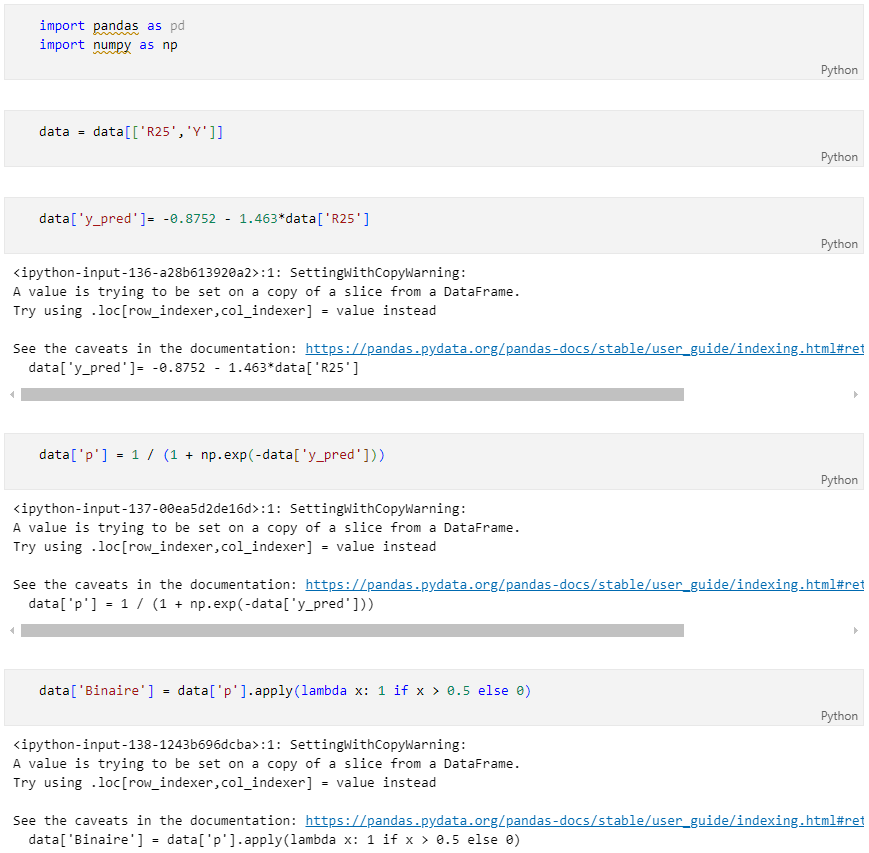 import pandas as pd
import numpy as np
Python
data = data[['R25','Y']]
Python
data['y_pred']= -0.8752 - 1.463*data['R25']
Python
<ipython-input-136-a28b613920a2>:1: SettingWithCopyWarning:
A value is trying to be set on a copy of a slice from a DataFrame.
Try using .loc[row_indexer,col_indexer] = value instead
See the caveats in the documentation: https://pandas.pydata.org/pandas-docs/stable/user_guide/indexing.html#ret
data['y_pred']= -0.8752 - 1.463*data['R25']
data['p'] = 1 / (1 + np.exp(-data['y_pred']))
Python
<ipython-input-137-00ea5d2de16d>:1: SettingWithCopyWarning:
A value is trying to be set on a copy of a slice from a DataFrame.
Try using .loc[row_indexer,col_indexer] = value instead
See the caveats in the documentation: https://pandas.pydata.org/pandas-docs/stable/user_guide/indexing.html#ret
data['p'] = 1 / (1 + np.exp(-data['y_pred']))
data['Binaire'] = data['p'].apply(lambda x: 1 if x > 0.5 else 0)
Python
<ipython-input-138-1243b696dcba>:1: SettingWithCopyWarning:
A value is trying to be set on a copy of a slice from a DataFrame.
Try using .loc[row_indexer,col_indexer] = value instead
See the caveats in the documentation: https://pandas.pydata.org/pandas-docs/stable/user_guide/indexing.html#ret
data['Binaire'] = data['p'].apply(lambda x: 1 if x > 0.5 else 0)